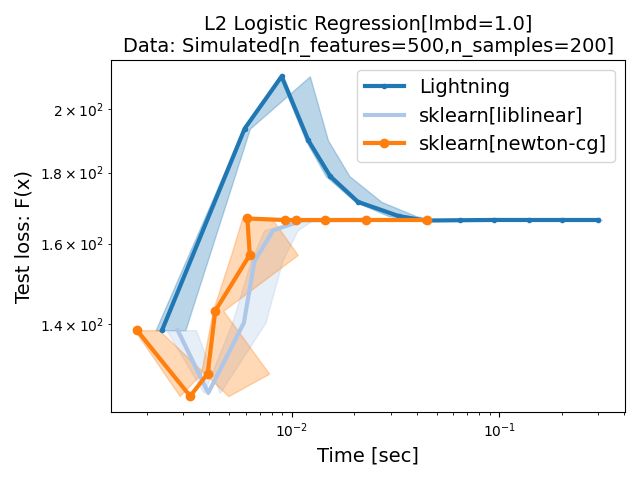 L2 Logistic Regression[lmbd=1.0]
Data: Simulated[n_features=500,n_samples=200]
Lightning
sklearn[liblinear]
sklearn[newton-cg]
Test loss: F(x)
2 × 10²
1.8 × 10²
1.6 × 10²
1.4 × 10²
10⁻² 10⁻¹
Time [sec]